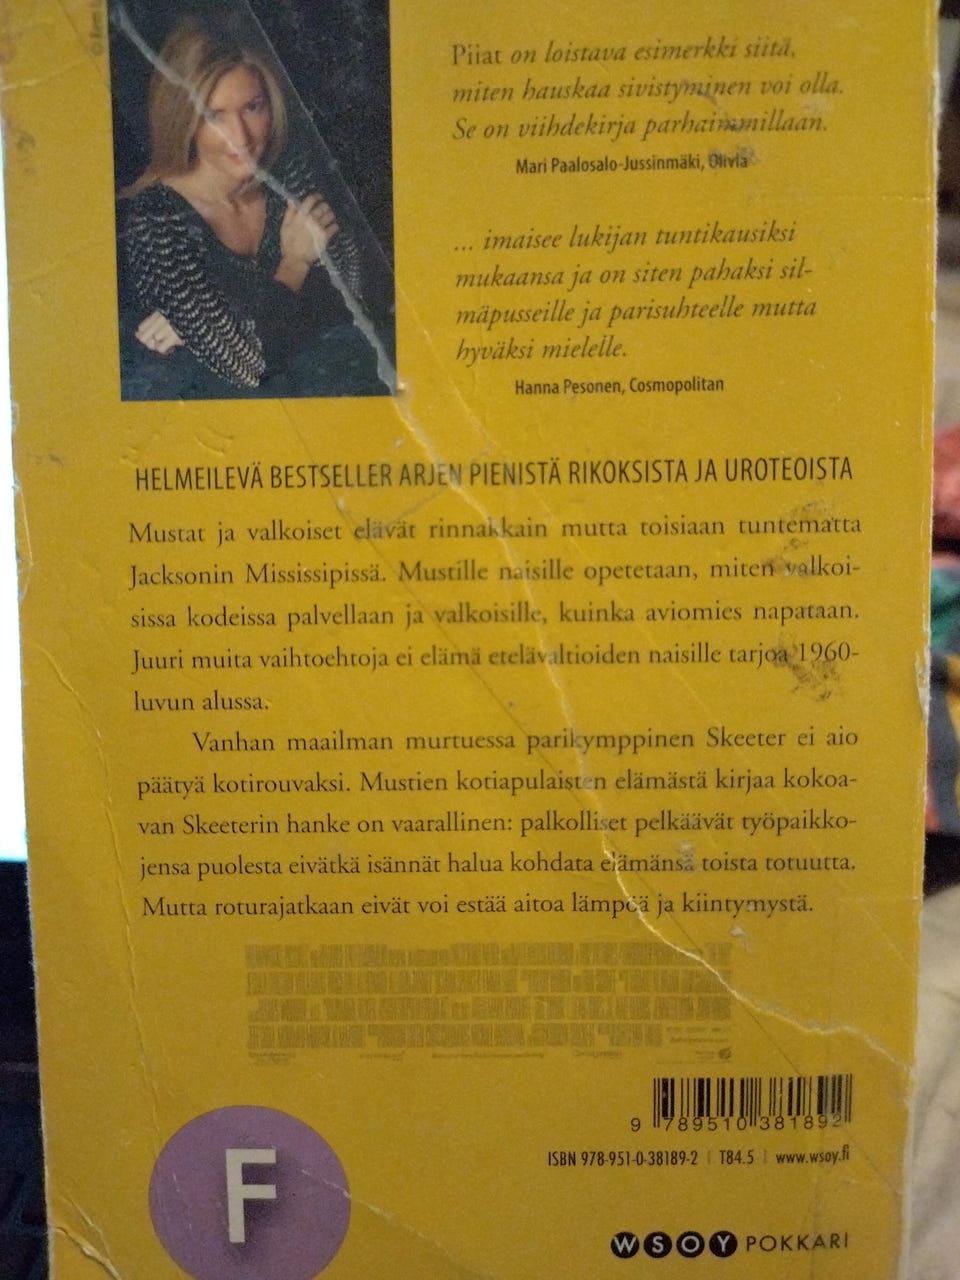 Piiat on loistava esimerkki siitä,
miten hauskaa sivistyminen voi olla.
Se on viihdekirja parhaimmillaan.
Mari Paalosalo-Jussinmäki, Olivia
... imaisee lukijan tuntikausiksi
mukaansa ja on siten pahaksi sil-
mäpusseille ja parisuhteelle mutta
hyväksi mielelle.
Hanna Pesonen, Cosmopolitan
HELMEILEVÄ BESTSELLER ARJEN PIENISTÄ RIKOKSISTA JA UROTEOISTA
Mustat ja valkoiset elävät rinnakkain mutta toisiaan tuntematta
Jacksonin Mississipissä. Mustille naisille opetetaan, miten valkoi-
sissa kodeissa palvellaan ja valkoisille, kuinka aviomies napataan.
Juuri muita vaihtoehtoja ei elämä etelävaltioiden naisille tarjoa 1960-
luvun alussa.
Vanhan maailman murtuessa parikymppinen Skeeter ei aio
päätyä kotirouvaksi. Mustien kotiapulaisten elämästä kirjaa kokoa-
van Skeeterin hanke on vaarallinen: palkolliset pelkäävät työpaikko-
jensa puolesta eivätkä isännät halua kohdata elämänsä toista totuutta.
Mutta roturajatkaan eivät voi estää aitoa lämpöä ja kiintymystä.
9 789510 381892
ISBN 978-951-0-38189-2 | T84.5 | www.wsoy.fi
F
WSOY POKKARI